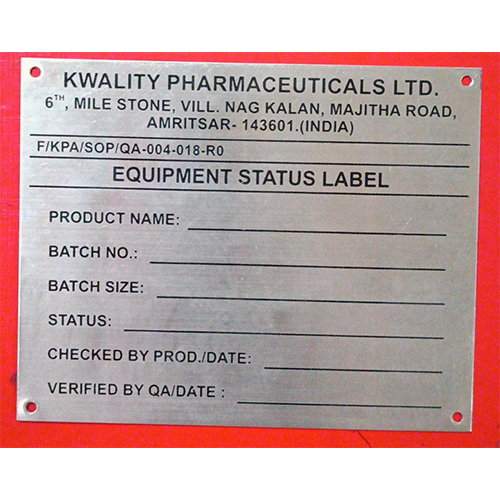 KWALITY PHARMACEUTICALS LTD.
6TH, MILE STONE, VILL. NAG KALAN, MAJITHA ROAD,
AMRITSAR- 143601.(INDIA)
F/KPA/SOP/QA-004-018-R0
EQUIPMENT STATUS LABEL
PRODUCT NAME:
BATCH NO.:
BATCH SIZE:
STATUS:
CHECKED BY PROD./DATE:
VERIFIED BY QA/DATE :